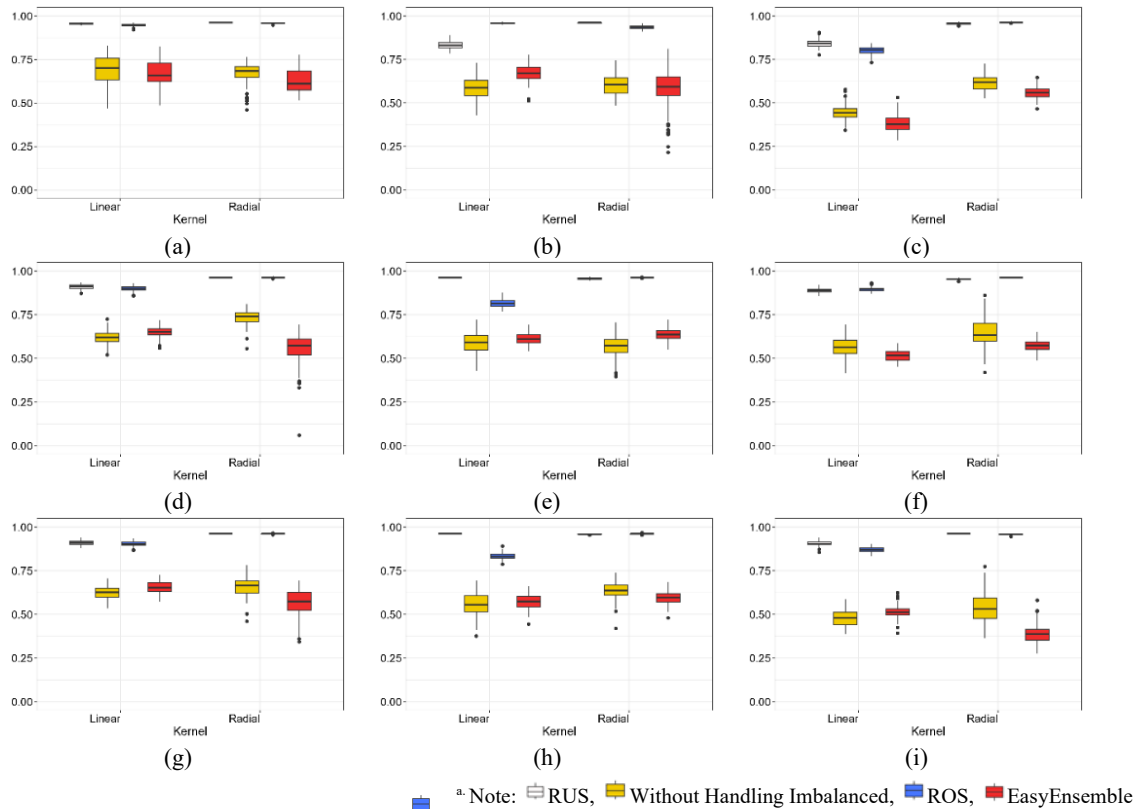 1.00 1.00 1.00
0.75 0.75 0.75
0.50 0.50 0.50
0.25 0.25 0.25
0.00 0.00 0.00
Linear Radial Linear Radial Linear Radial
Kernel Kernel Kernel
(a) (b) (c)
1.00 1.00 1.00
0.75 0.75 0.75
0.50 0.50 0.50
0.25 0.25 0.25
0.00 0.00 0.00
Linear Radial Linear Radial Linear Radial
Kernel Kernel Kernel
(d) (e) (f)
1.00 1.00 1.00
0.75 0.75 0.75
0.50 0.50 0.50
0.25 0.25 0.25
0.00 0.00 0.00
Linear Radial Linear Radial Linear Radial
Kernel Kernel Kernel
(g) (h) (i)
a. Note: RUS, Without Handling Imbalanced, ROS, EasyEnsemble